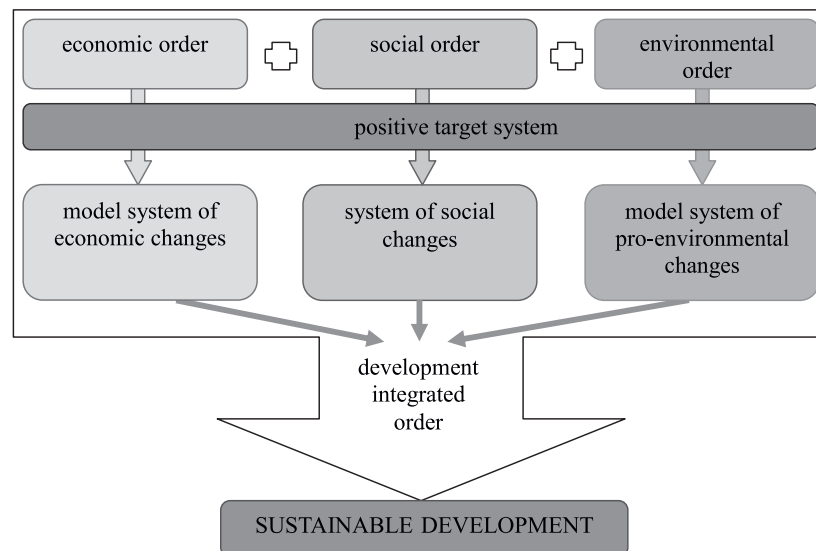 economic order
social order
environmental
order
positive target system
model system of
economic changes
system of social
changes
model system of
pro-environmental
changes
development
integrated
order
SUSTAINABLE DEVELOPMENT